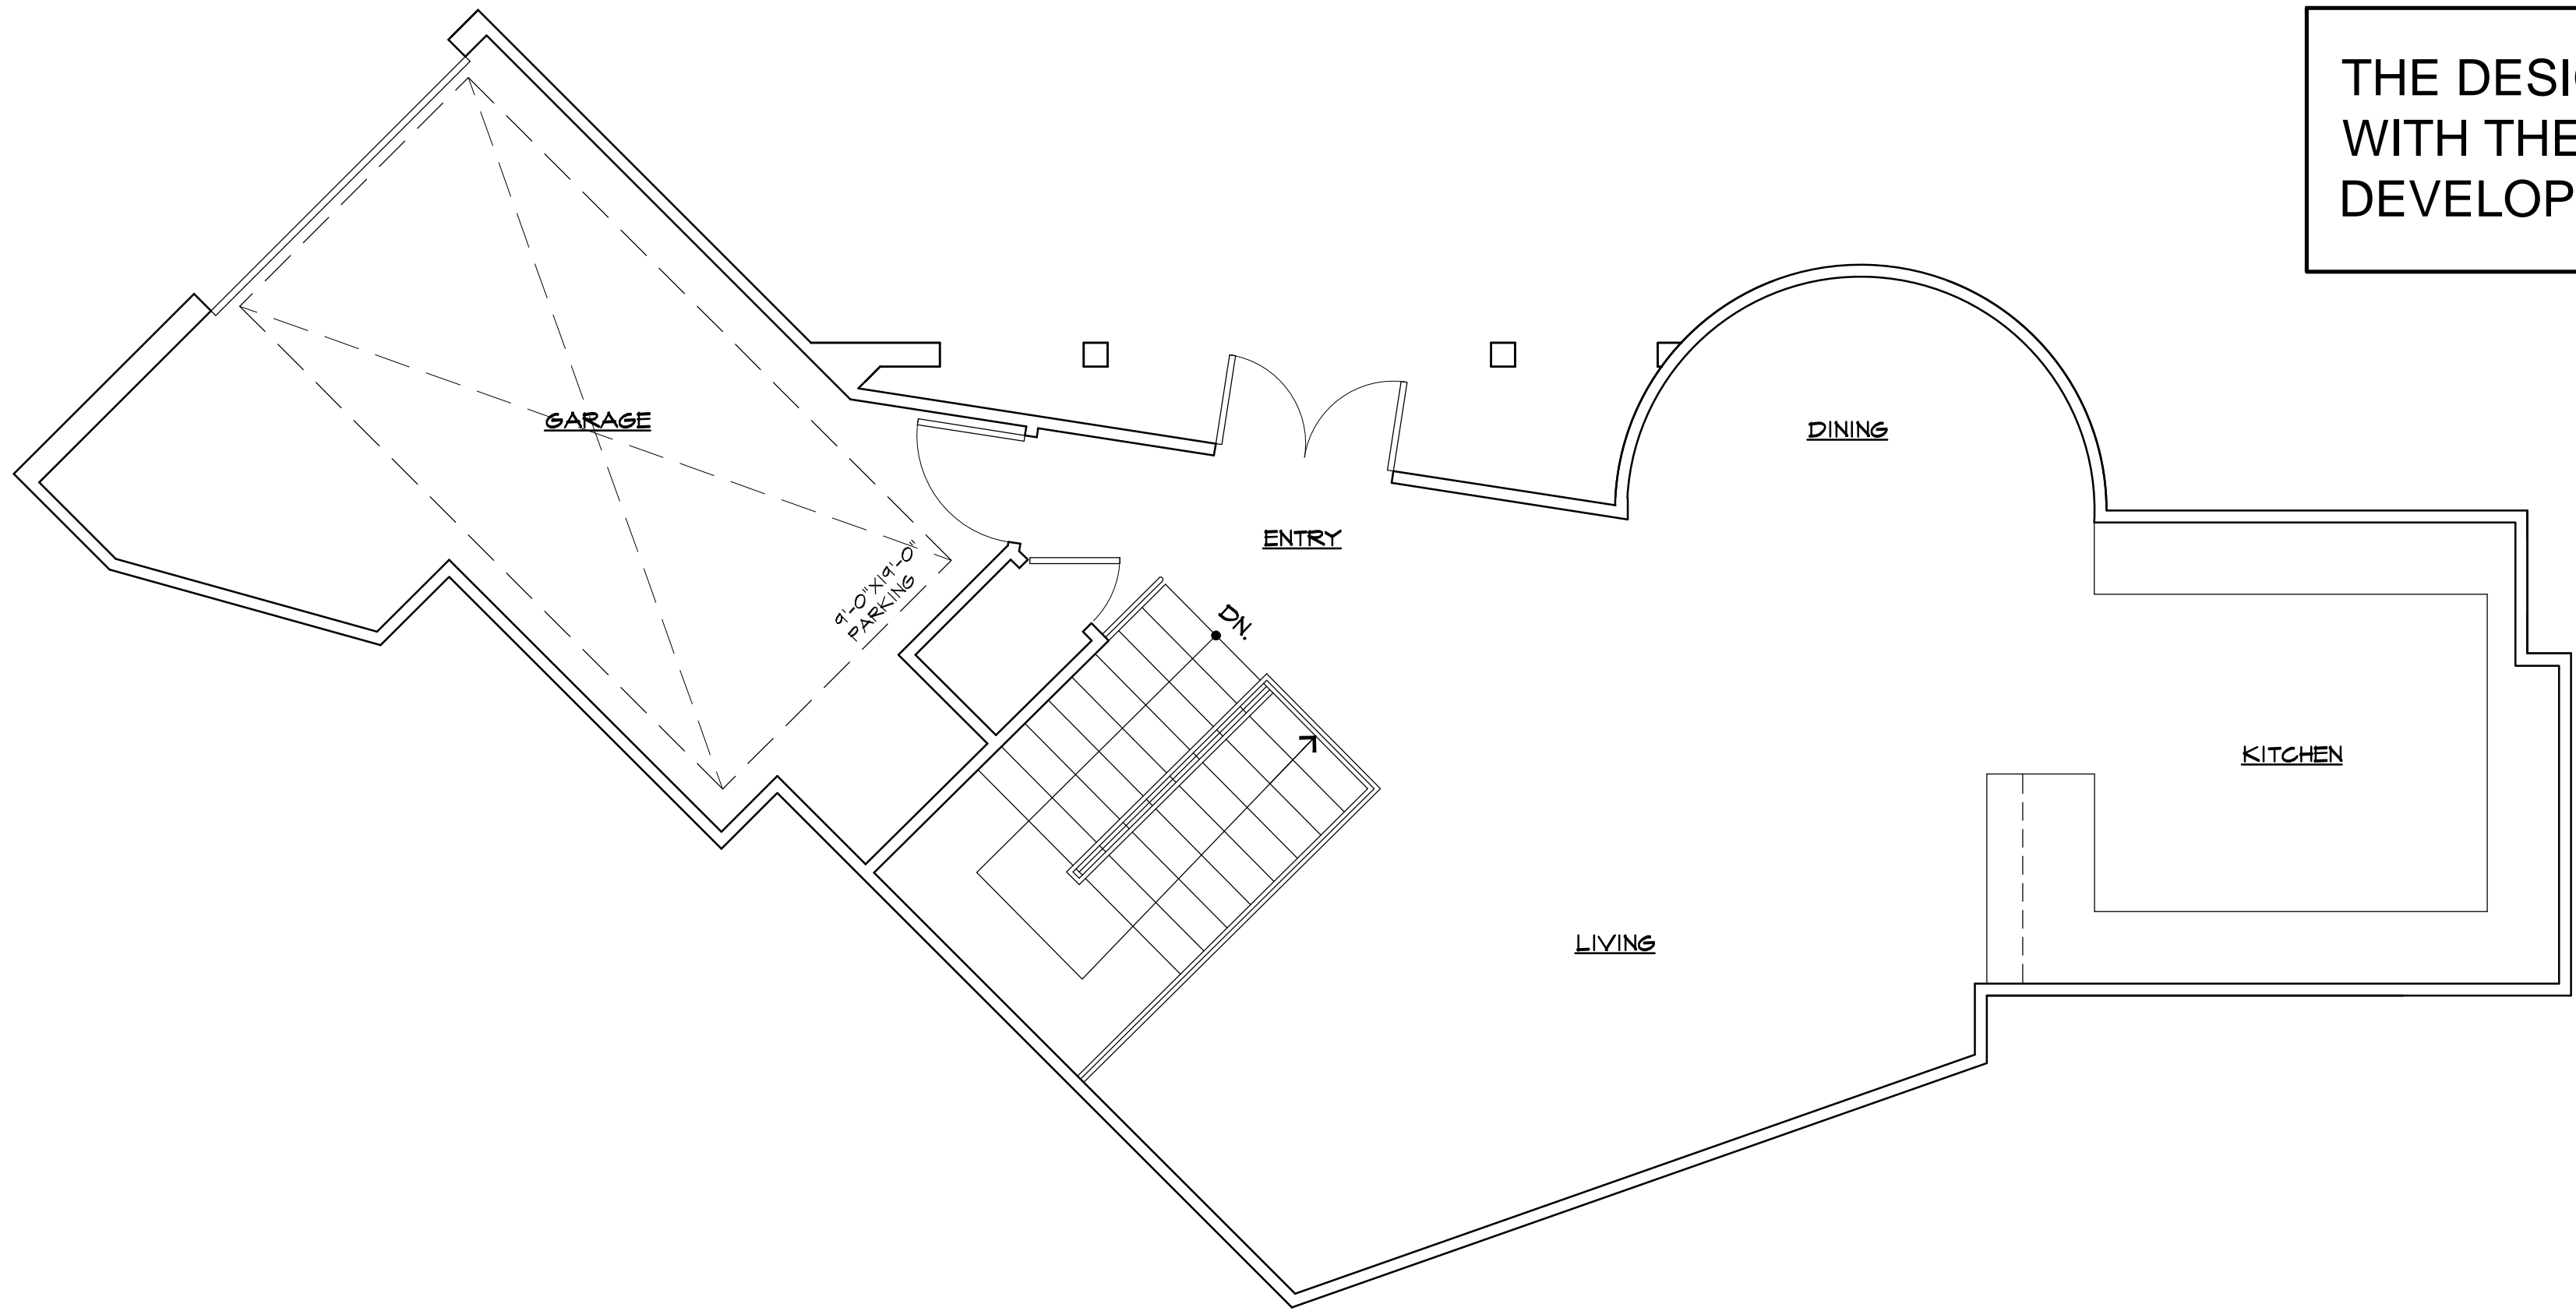 THE DESI
WITH THE
DEVELOP
GARAGE
DINING
ENTRY
9'-0"X19'-0"
PARKING
DN.
KITCHEN
LIVING